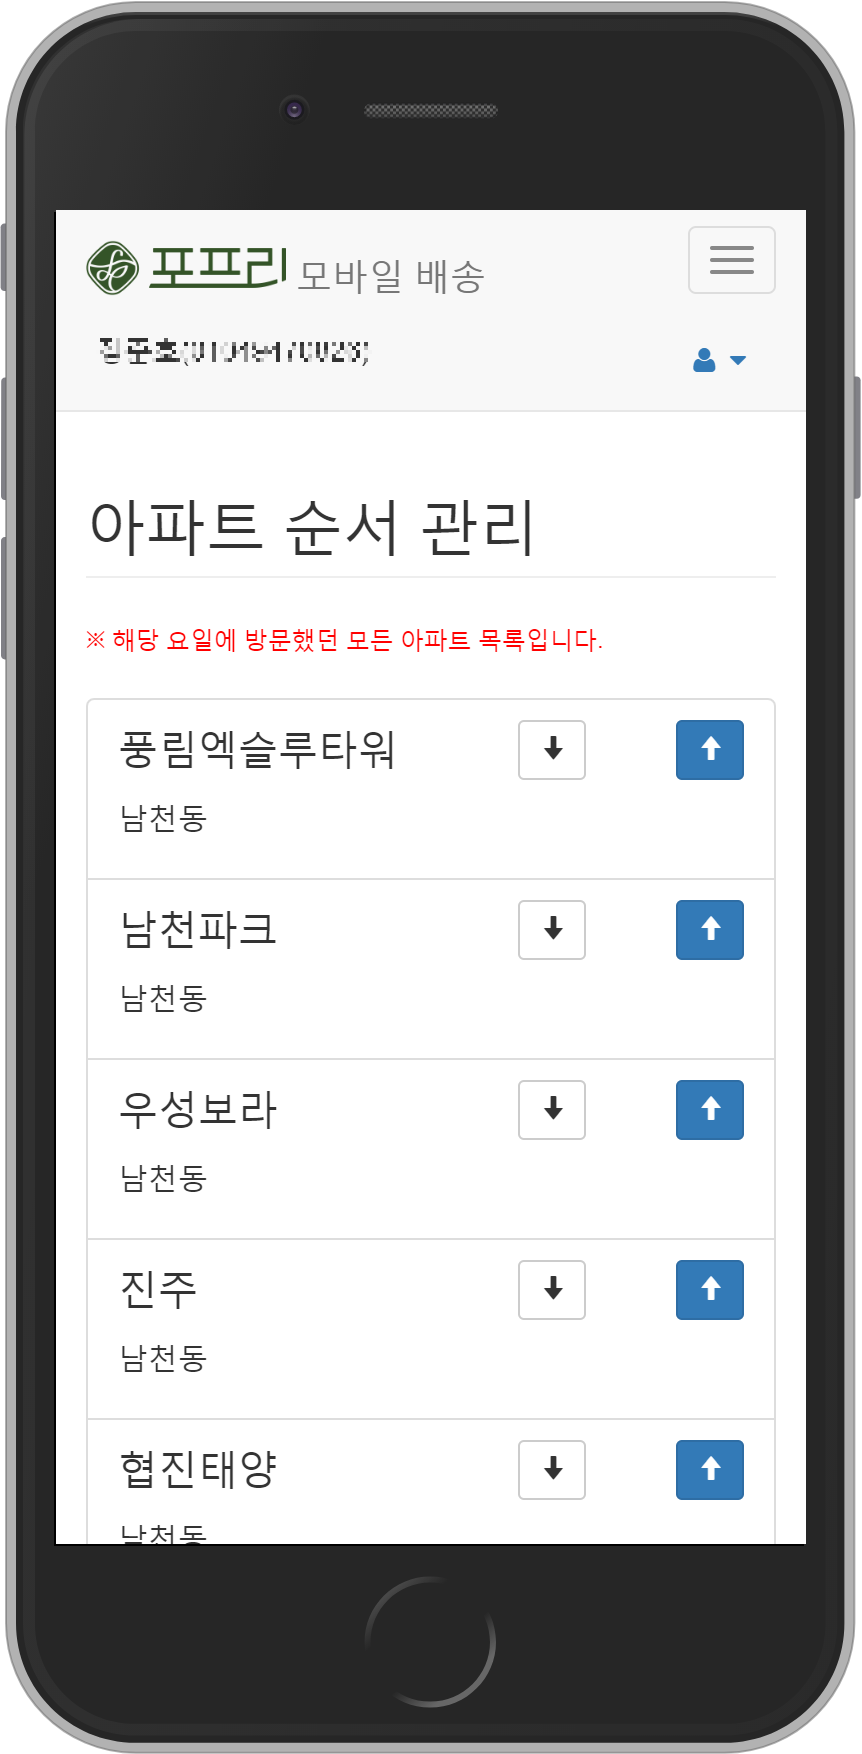 포프리 모바일 배송
아파트 순서 관리
※ 해당 요일에 방문했던 모든 아파트 목록입니다.
풍림엑슬루타워
남천동
남천파크
남천동
우성보라
남천동
진주
남천동
협진태양
남천동